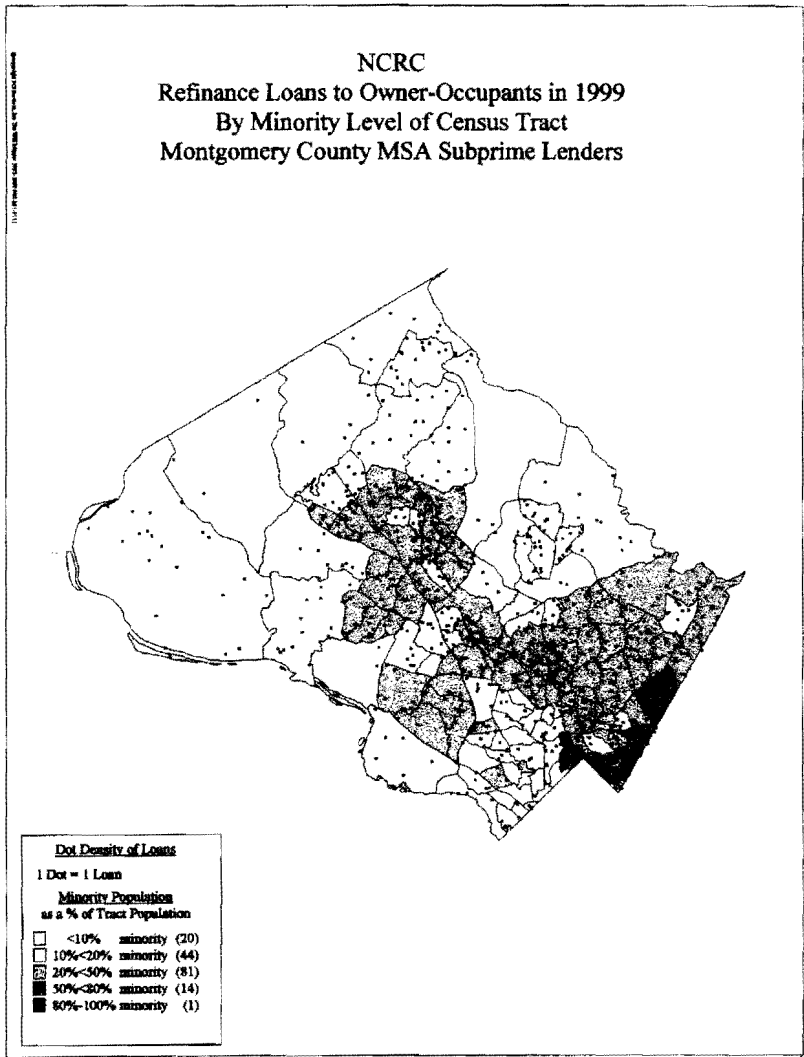 NCRC
Refinance Loans to Owner-Occupants in 1999
By Minority Level of Census Tract
Montgomery County MSA Subprime Lenders
Dot Density of Loans
1 Dot = 1 Loan
Minority Population
as a % of Tract Population
<10% minority (20)
10%<20% minority (44)
20%<50% minority (81)
50%<80% minority (14)
80%-100% minority (1)